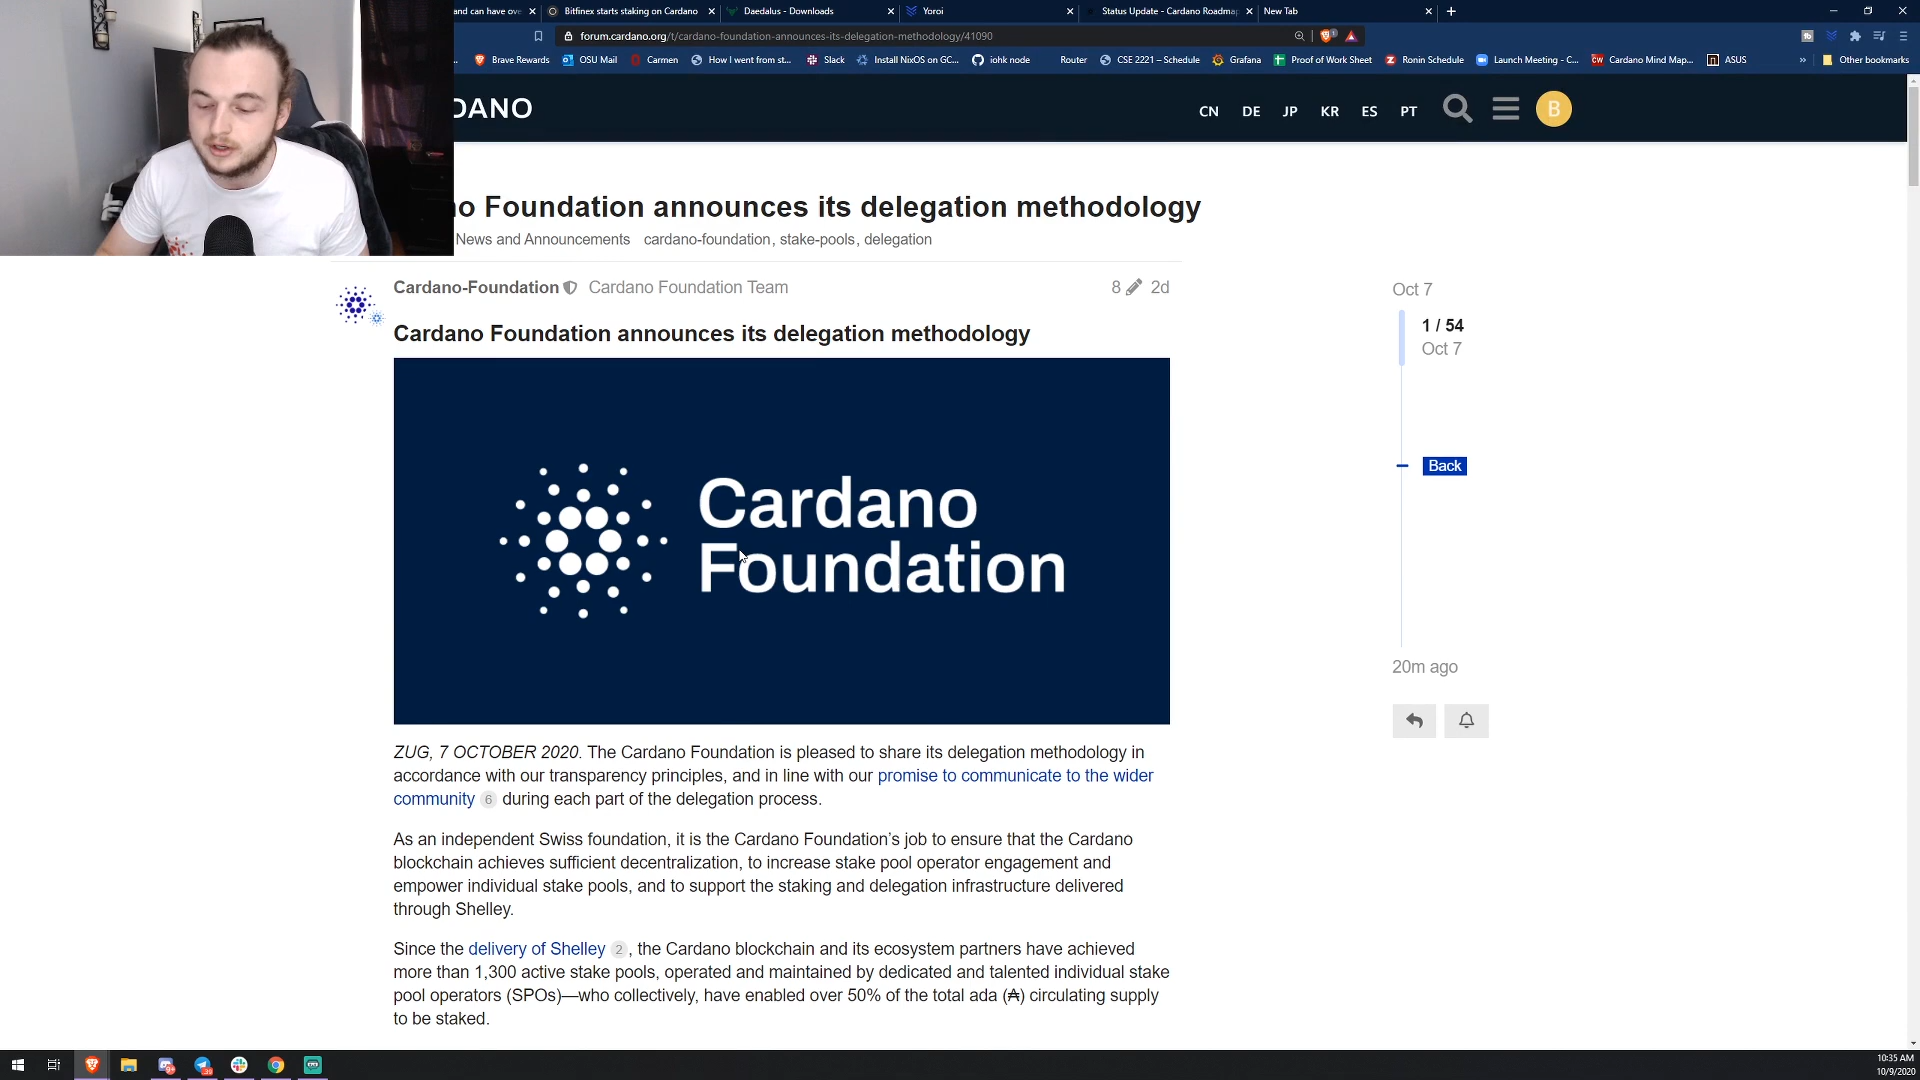 and can have ove
Bitfinex starts staking on Cardano
Daedalus - Downloads
Yoroi
Status Update - Cardano Roadmap
New Tab
forum.cardano.org/t/cardano-foundation-announces-its-delegation-methodology/41090
Brave Rewards
OSU Mail
Carmen
How I went from st...
Slack
Install NixOS on GC...
iohk node
Router
CSE 2221 – Schedule
Grafana
Proof of Work Sheet
Ronin Schedule
Launch Meeting - C...
Cardano Mind Map...
ASUS
Other bookmarks
DANO
CN DE JP KR ES PT
B
o Foundation announces its delegation methodology
News and Announcements cardano-foundation, stake-pools, delegation
Cardano-Foundation Cardano Foundation Team
8 2d
Oct 7
1 / 54
Oct 7
Back
20m ago
Cardano Foundation announces its delegation methodology
Cardano
Foundation
ZUG, 7 OCTOBER 2020. The Cardano Foundation is pleased to share its delegation methodology in
accordance with our transparency principles, and in line with our promise to communicate to the wider
community 6 during each part of the delegation process.
As an independent Swiss foundation, it is the Cardano Foundation’s job to ensure that the Cardano
blockchain achieves sufficient decentralization, to increase stake pool operator engagement and
empower individual stake pools, and to support the staking and delegation infrastructure delivered
through Shelley.
Since the delivery of Shelley 2, the Cardano blockchain and its ecosystem partners have achieved
more than 1,300 active stake pools, operated and maintained by dedicated and talented individual stake
pool operators (SPOs)—who collectively, have enabled over 50% of the total ada (₳) circulating supply
to be staked.
10:35 AM
10/9/2020